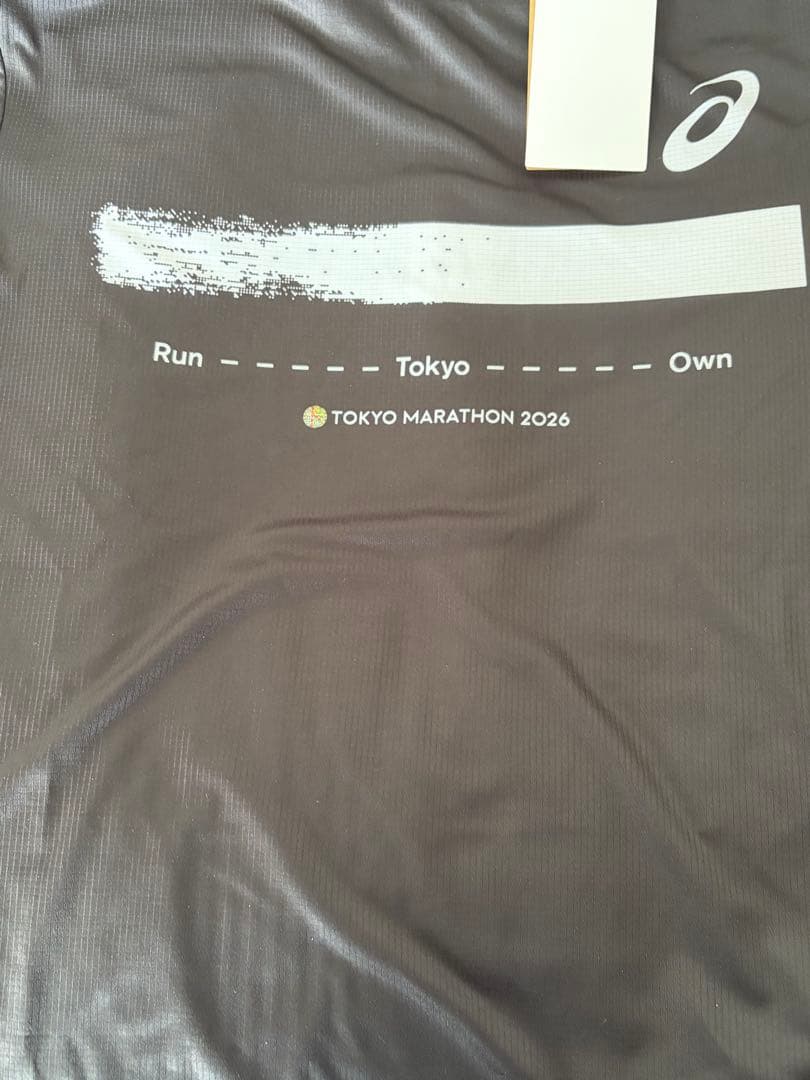 Run – – – – – Tokyo – – – – – Own
TOKYO MARATHON 2026